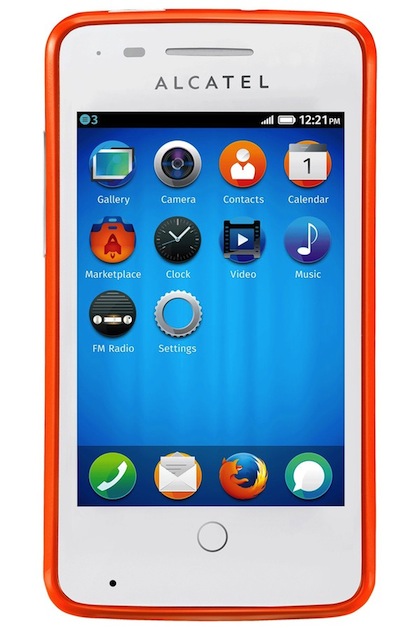 ALCATEL
3 12:21PM
Gallery Camera Contacts Calendar
1
Marketplace Clock Video Music
FM Radio Settings